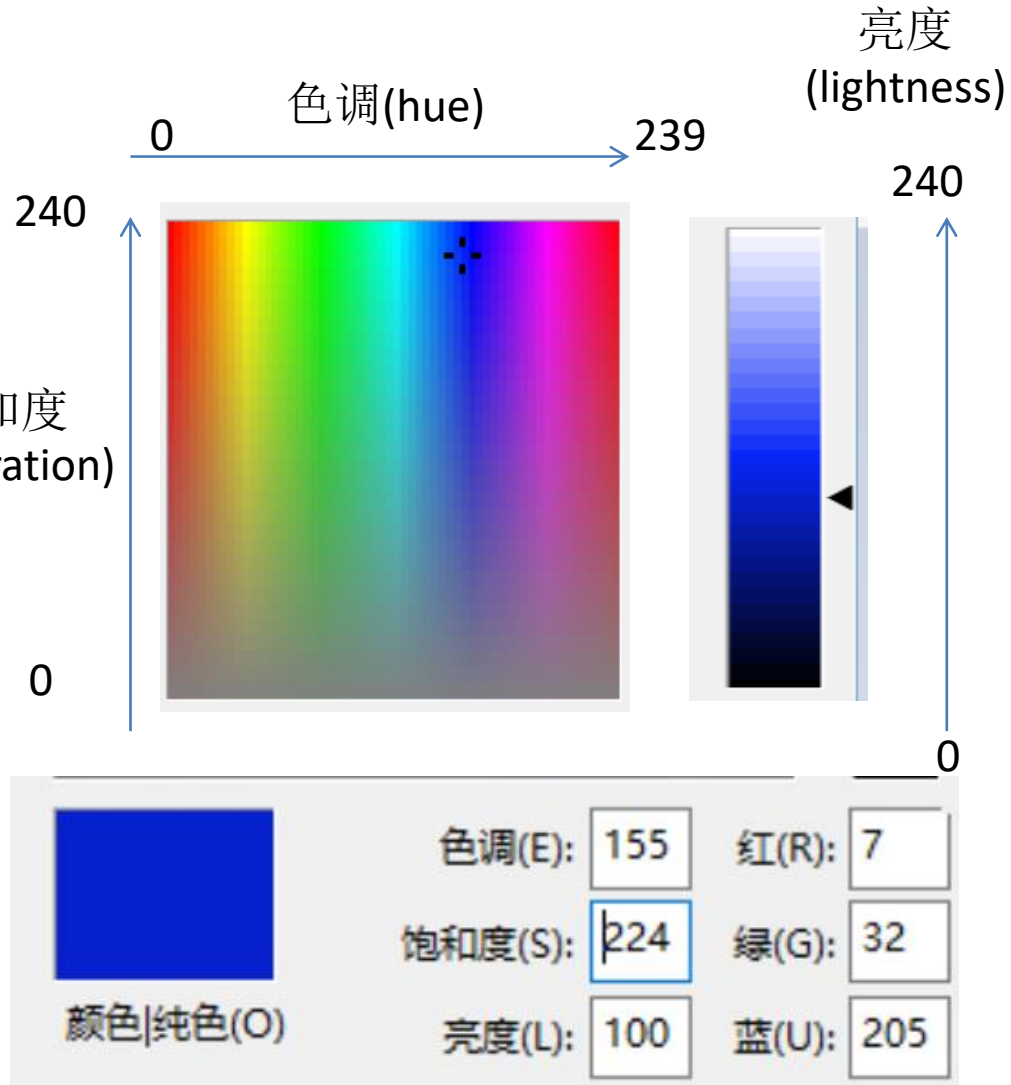 亮度
(lightness)
色调(hue)
0
239
240
240
和度
ration)
0
0
色调(E): 155 红(R): 7
饱和度(S): 224 绿(G): 32
颜色|纯色(O)
亮度(L): 100 蓝(U): 205